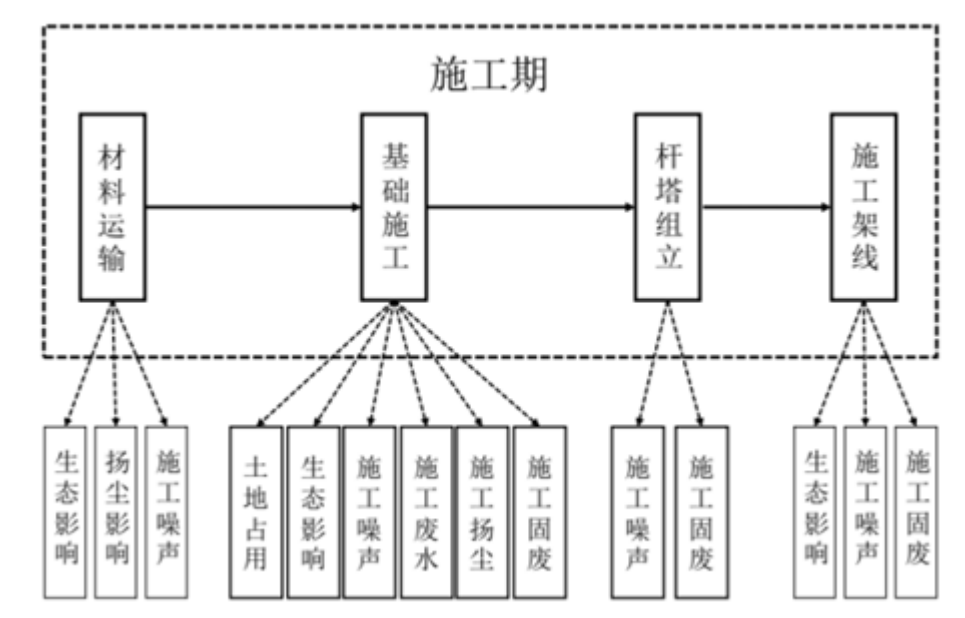 施工期
材料运输
基础施工
杆塔组立
施工架线
生态影响
扬尘影响
施工噪声
土地占用
生态影响
施工噪声
施工废水
施工扬尘
施工固废
施工噪声
施工固废
生态影响
施工噪声
施工固废